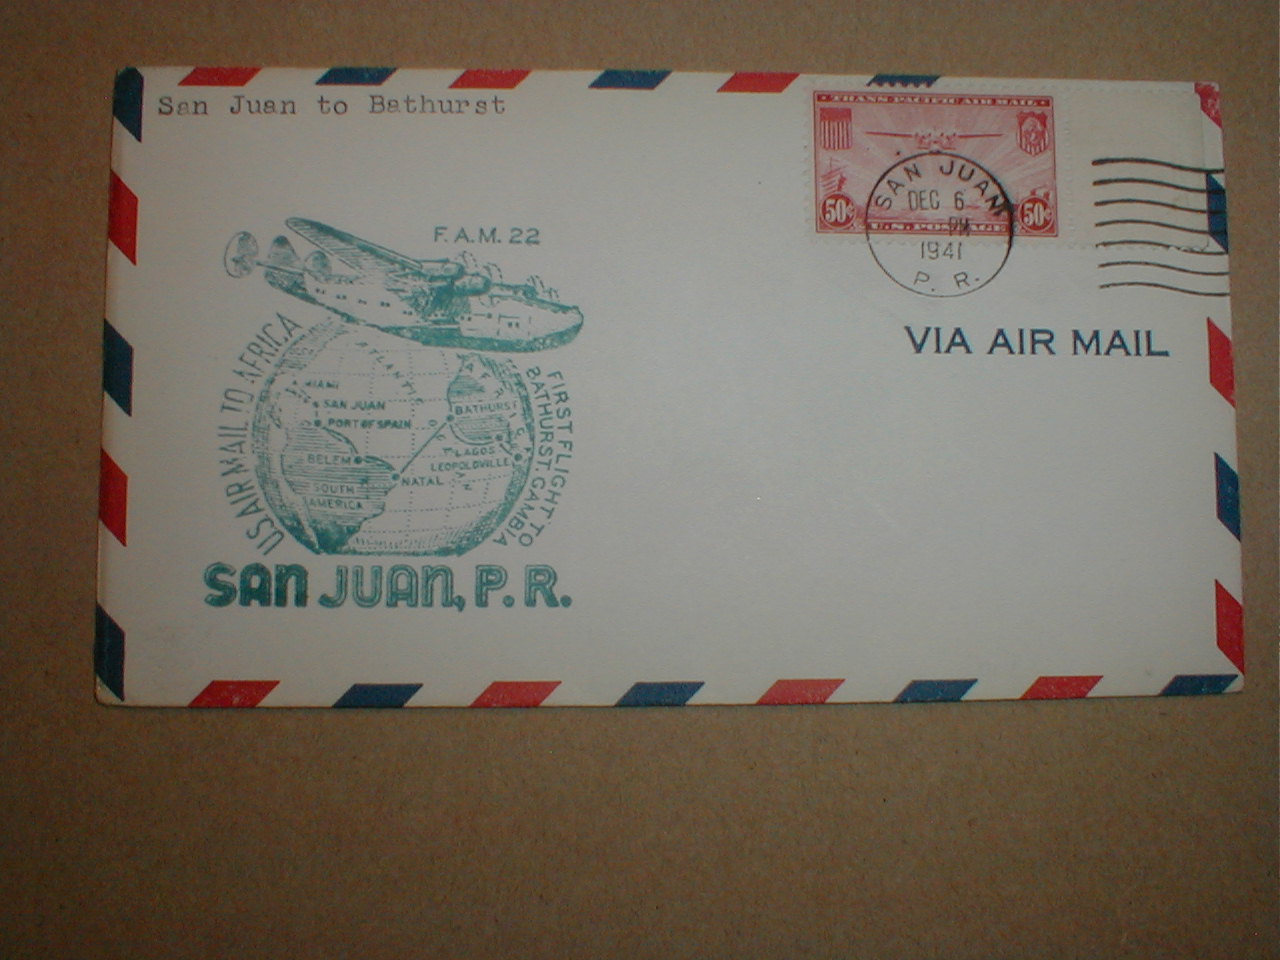 San Juan to Bathurst
TRANS-PACIFIC AIR MAIL
50¢ 50¢
U.S. POSTAGE
SAN JUAN
DEC 6
PM
1941
P. R.
VIA AIR MAIL
F.A.M. 22
US AIR MAIL TO AFRICA
FIRST FLIGHT TO
BATHURST. GAMBIA
ATLANTIC
AFRICA
MIAMI
SAN JUAN
PORT OF SPAIN
BATHURST
BELEM
LAGOS
LEOPOLDVILLE
NATAL
SOUTH
AMERICA
SAN JUAN, P. R.